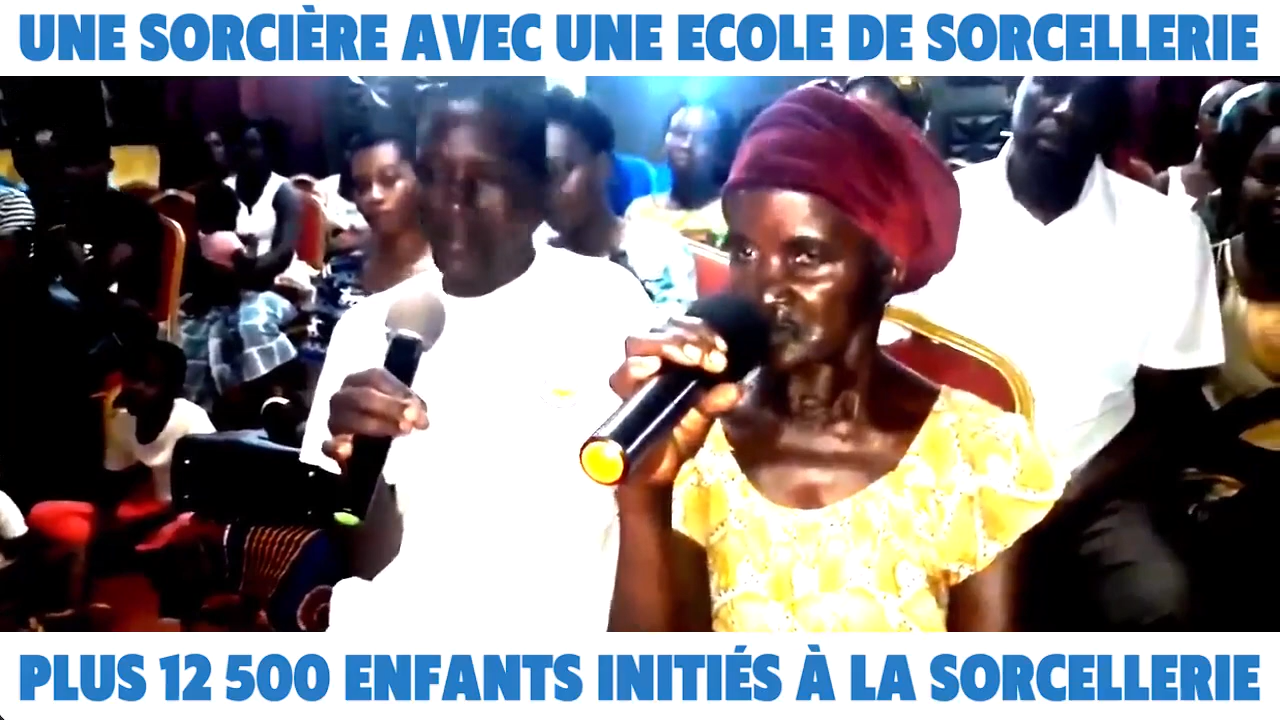 UNE SORCIÈRE AVEC UNE ECOLE DE SORCELLERIE
PLUS 12 500 ENFANTS INITIÉS À LA SORCELLERIE